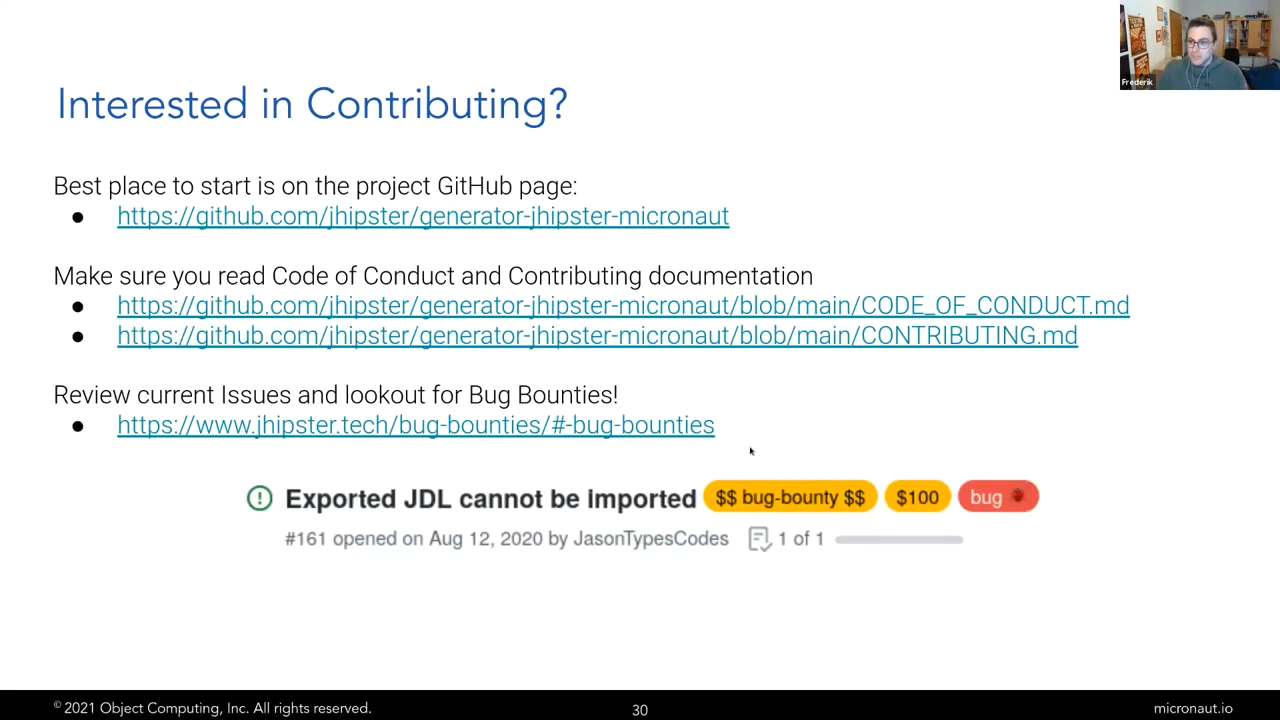 Frederik
Interested in Contributing?
Best place to start is on the project GitHub page:
● https://github.com/jhipster/generator-jhipster-micronaut
Make sure you read Code of Conduct and Contributing documentation
● https://github.com/jhipster/generator-jhipster-micronaut/blob/main/CODE_OF_CONDUCT.md
● https://github.com/jhipster/generator-jhipster-micronaut/blob/main/CONTRIBUTING.md
Review current Issues and lookout for Bug Bounties!
● https://www.jhipster.tech/bug-bounties/#-bug-bounties
Exported JDL cannot be imported $$ bug-bounty $$ $100 bug
#161 opened on Aug 12, 2020 by JasonTypesCodes 1 of 1
© 2021 Object Computing, Inc. All rights reserved. 30 micronaut.io